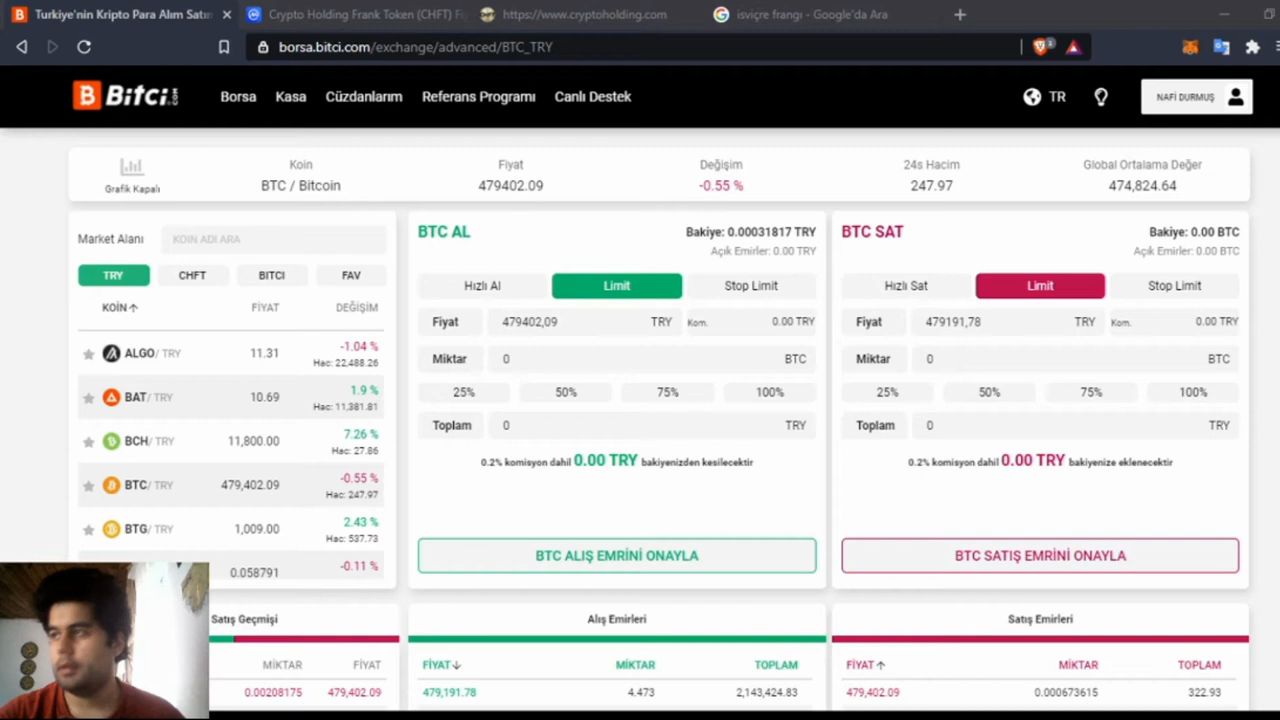 Turkiye'nin Kripto Para Alım Satım
Crypto Holding Frank Token (CHFT) Fi
https://www.cryptoholding.com
isviçre frangı - Google'da Ara
borsa.bitci.com/exchange/advanced/BTC_TRY
Bitci.com
Borsa
Kasa
Cüzdanlarım
Referans Programı
Canlı Destek
TR
NAFİ DURMUŞ
Grafik Kapalı
Koin
BTC / Bitcoin
Fiyat
479402.09
Değişim
-0.55 %
24s Hacim
247.97
Global Ortalama Değer
474,824.64
Market Alanı
KOIN ADI ARA
TRY CHFT BITCI FAV
KOİN↑ FİYAT DEĞİŞİM
ALGO/ TRY 11.31 -1.04 %
Hac: 22,488.26
BAT/ TRY 10.69 1.9 %
Hac: 11,381.81
BCH/ TRY 11,800.00 7.26 %
Hac: 27.86
BTC/ TRY 479,402.09 -0.55 %
Hac: 247.97
BTG/ TRY 1,009.00 2.43 %
Hac: 537.73
0.058791 -0.11 %
BTC AL
Bakiye: 0.00031817 TRY
Açık Emirler: 0.00 TRY
Hızlı Al Limit Stop Limit
Fiyat 479402,09 TRY Kom. 0.00 TRY
Miktar 0 BTC
25% 50% 75% 100%
Toplam 0 TRY
0.2% komisyon dahil 0.00 TRY bakiyenizden kesilecektir
BTC ALIŞ EMRİNİ ONAYLA
BTC SAT
Bakiye: 0.00 BTC
Açık Emirler: 0.00 BTC
Hızlı Sat Limit Stop Limit
Fiyat 479191,78 TRY Kom. 0.00 TRY
Miktar 0 BTC
25% 50% 75% 100%
Toplam 0 TRY
0.2% komisyon dahil 0.00 TRY bakiyenize eklenecektir
BTC SATIŞ EMRİNİ ONAYLA
Satış Geçmişi
MİKTAR FİYAT
0.00208175 479,402.09
Alış Emirleri
FİYAT↓ MİKTAR TOPLAM
479,191.78 4.473 2,143,424.83
Satış Emirleri
FİYAT↑ MİKTAR TOPLAM
479,402.09 0.000673615 322.93